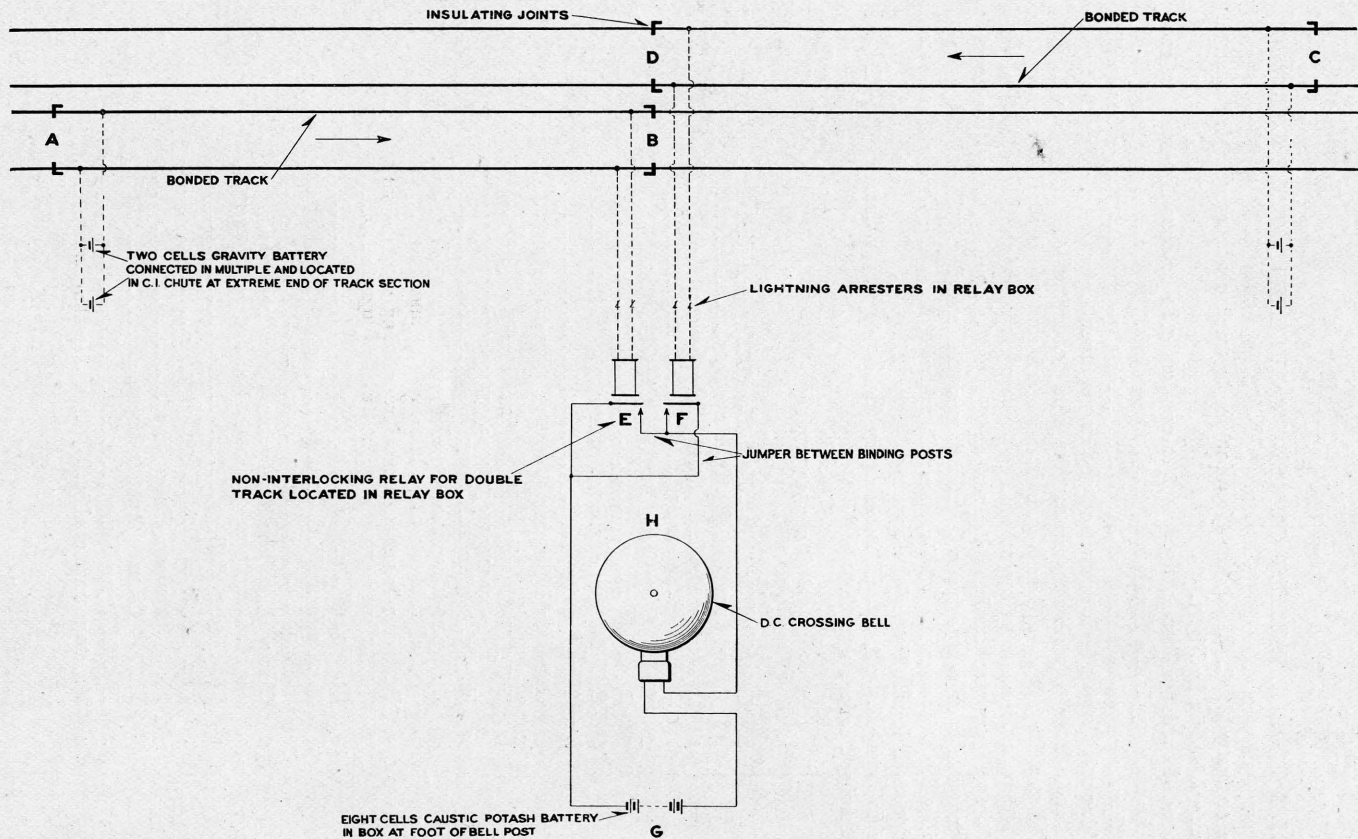 INSULATING JOINTS
BONDED TRACK
D
C
A
B
BONDED TRACK
TWO CELLS GRAVITY BATTERY
CONNECTED IN MULTIPLE AND LOCATED
IN C.I. CHUTE AT EXTREME END OF TRACK SECTION
LIGHTNING ARRESTERS IN RELAY BOX
E
F
JUMPER BETWEEN BINDING POSTS
NON-INTERLOCKING RELAY FOR DOUBLE
TRACK LOCATED IN RELAY BOX
H
D.C. CROSSING BELL
EIGHT CELLS CAUSTIC POTASH BATTERY
IN BOX AT FOOT OF BELL POST
G